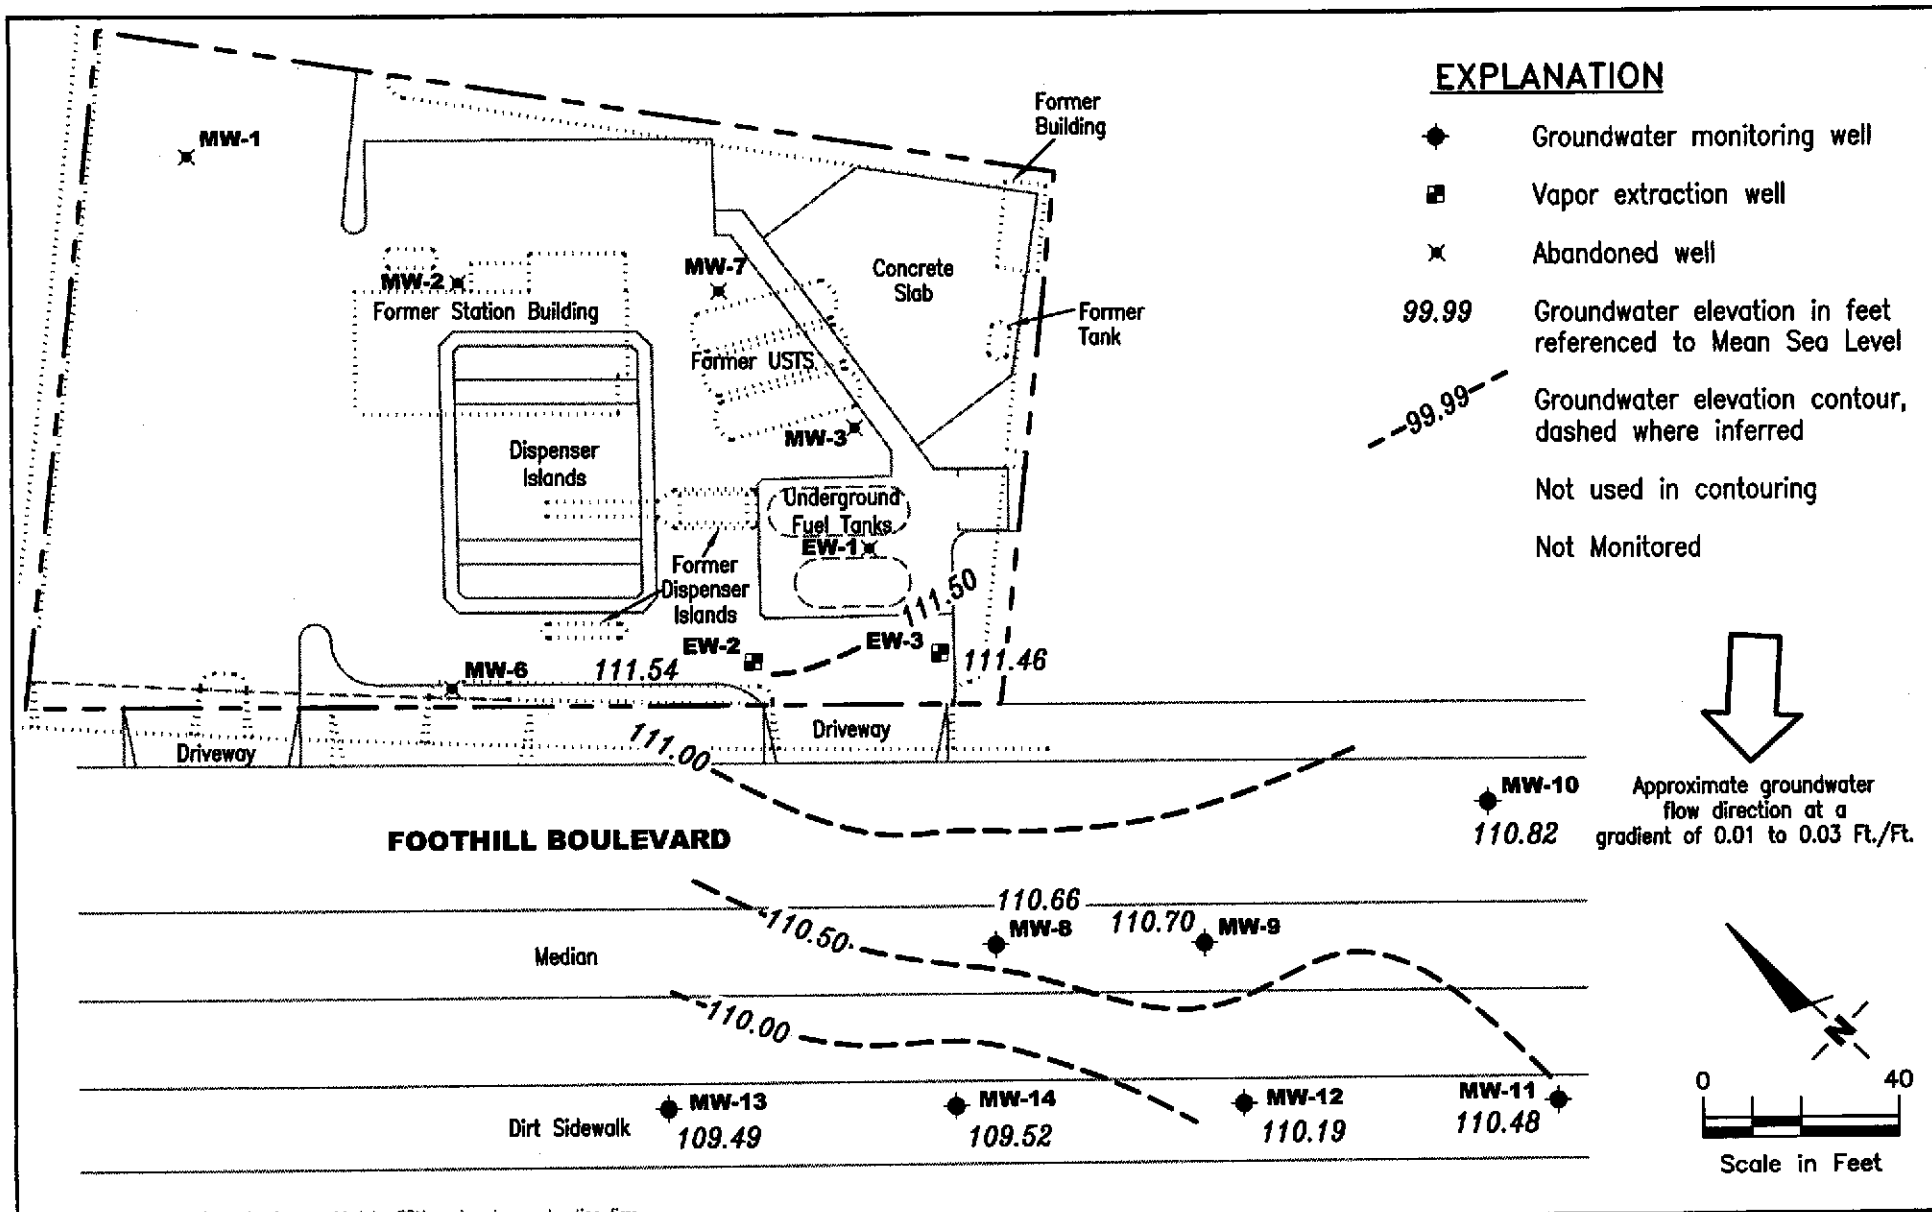 EXPLANATION
Groundwater monitoring well
Vapor extraction well
Abandoned well
99.99 Groundwater elevation in feet
referenced to Mean Sea Level
99.99 Groundwater elevation contour,
dashed where inferred
Not used in contouring
Not Monitored
Former
Building
MW-1
MW-2
Former Station Building
MW-7
Concrete
Slab
Former
Tank
Former USTS
MW-3
Dispenser
Islands
Underground
Fuel Tanks
EW-1
Former
Dispenser
Islands
111.50
EW-2
EW-3
111.54
111.46
MW-6
Driveway
Driveway
111.00
FOOTHILL BOULEVARD
MW-10
110.82
Approximate groundwater
flow direction at a
gradient of 0.01 to 0.03 Ft./Ft.
110.66
MW-8
110.70
MW-9
110.50
Median
110.00
N
MW-13
109.49
MW-14
109.52
MW-12
110.19
MW-11
110.48
Dirt Sidewalk
0 40
Scale in Feet